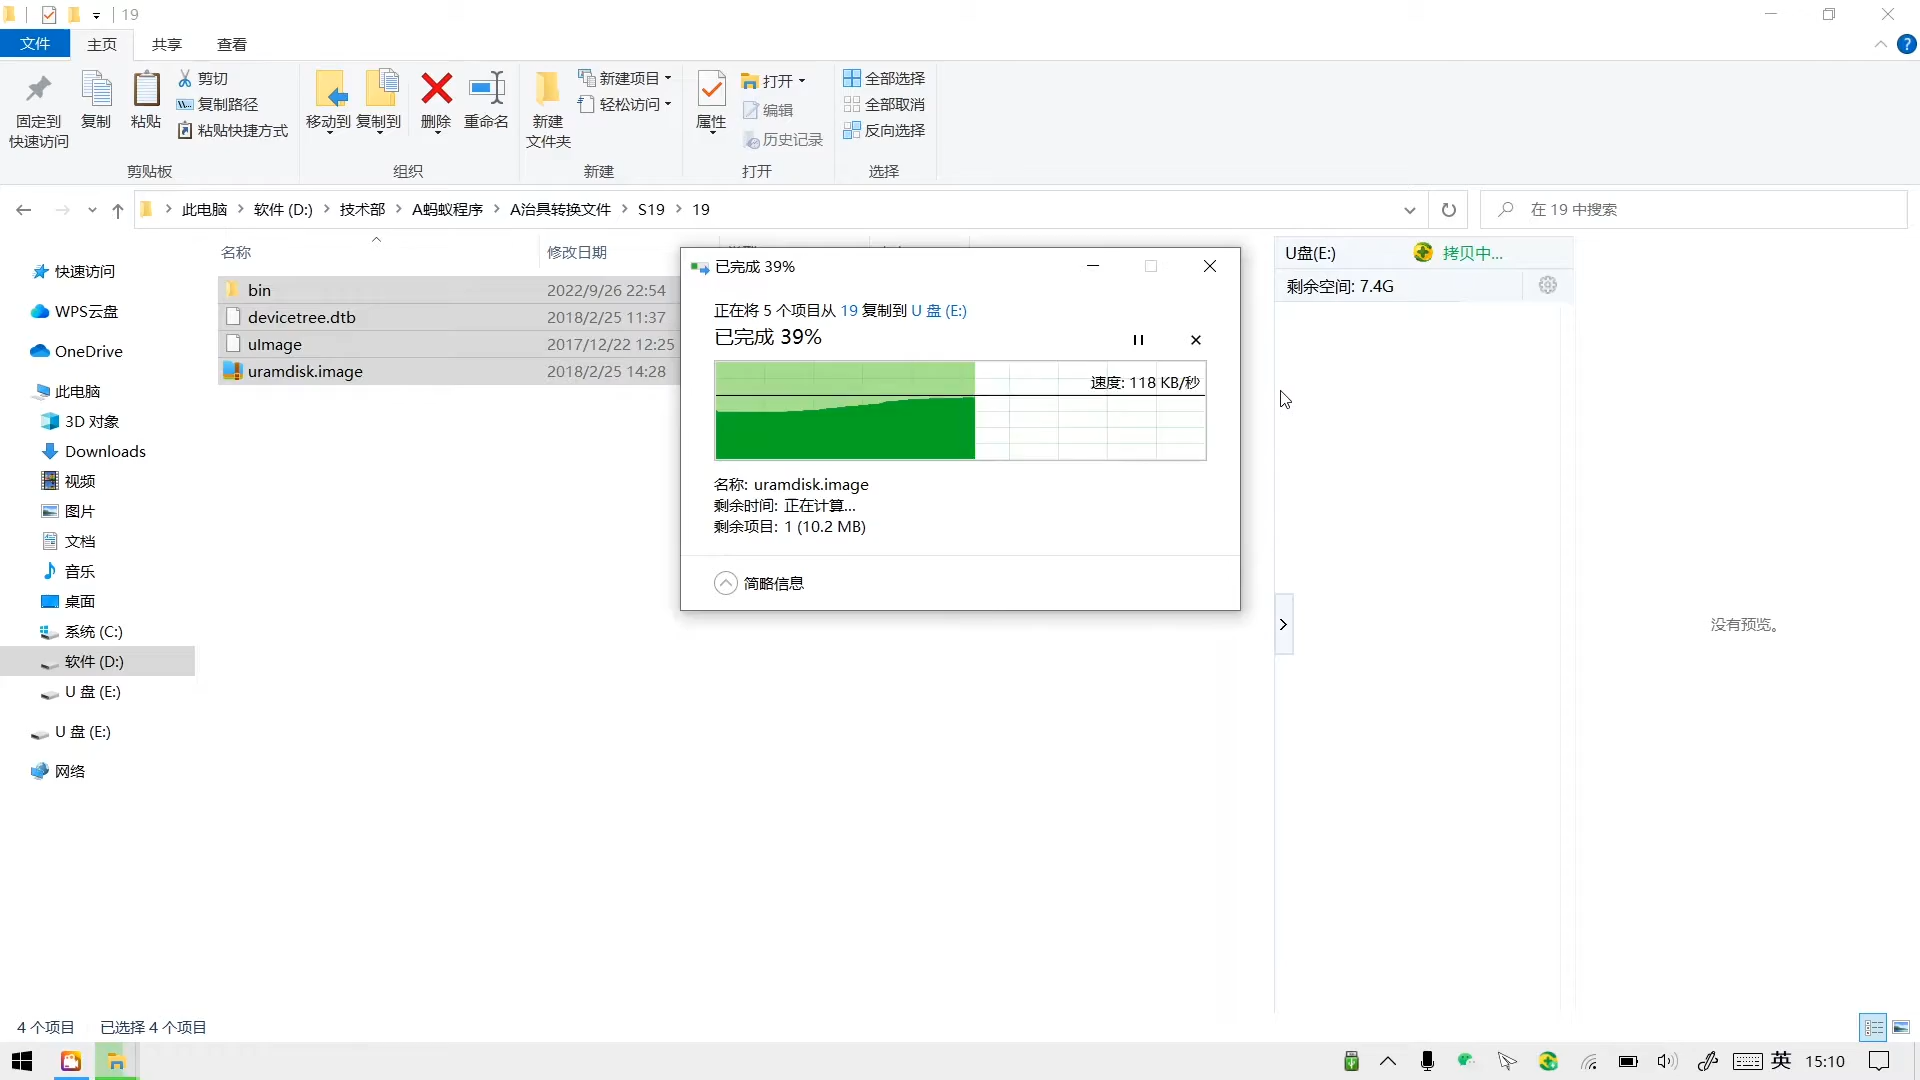 19
文件
主页
共享
查看
固定到
快速访问
复制
粘贴
剪切
复制路径
粘贴快捷方式
剪贴板
移动到
复制到
删除
重命名
组织
新建
文件夹
新建项目
轻松访问
新建
属性
打开
编辑
历史记录
打开
全部选择
全部取消
反向选择
选择
此电脑
软件 (D:)
技术部
A蚂蚁程序
A治具转换文件
S19
19
在 19 中搜索
名称
修改日期
快速访问
WPS云盘
OneDrive
此电脑
3D 对象
Downloads
视频
图片
文档
音乐
桌面
系统 (C:)
软件 (D:)
U 盘 (E:)
U 盘 (E:)
网络
bin 2022/9/26 22:54
devicetree.dtb 2018/2/25 11:37
uImage 2017/12/22 12:25
uramdisk.image 2018/2/25 14:28
已完成 39%
正在将 5 个项目从 19 复制到 U 盘 (E:)
已完成 39%
速度: 118 KB/秒
名称: uramdisk.image
剩余时间: 正在计算...
剩余项目: 1 (10.2 MB)
简略信息
U盘(E:)
拷贝中...
剩余空间: 7.4G
没有预览。
4 个项目
已选择 4 个项目
英
15:10